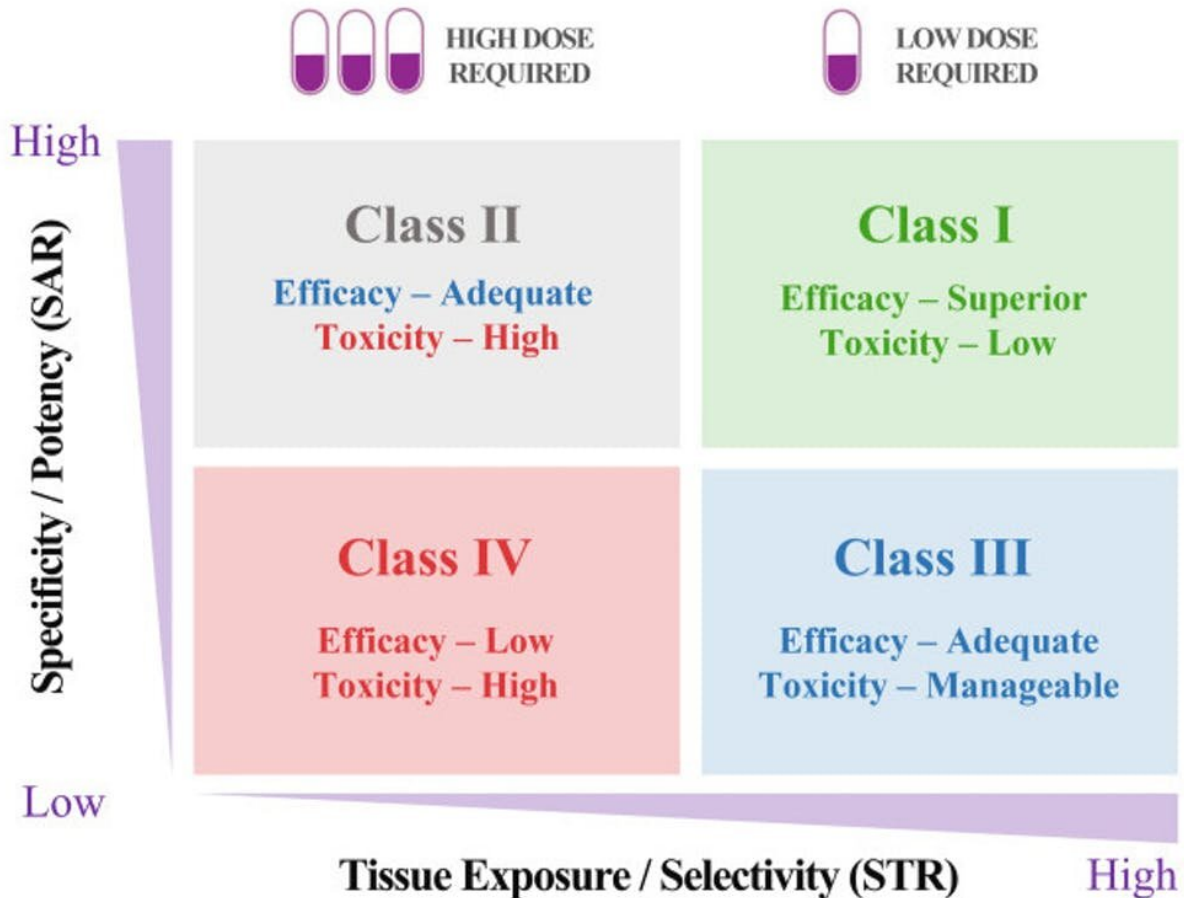 HIGH DOSE
REQUIRED
LOW DOSE
REQUIRED
High
Specificity / Potency (SAR)
Low
Class II
Efficacy – Adequate
Toxicity – High
Class I
Efficacy – Superior
Toxicity – Low
Class IV
Efficacy – Low
Toxicity – High
Class III
Efficacy – Adequate
Toxicity – Manageable
Tissue Exposure / Selectivity (STR)
High